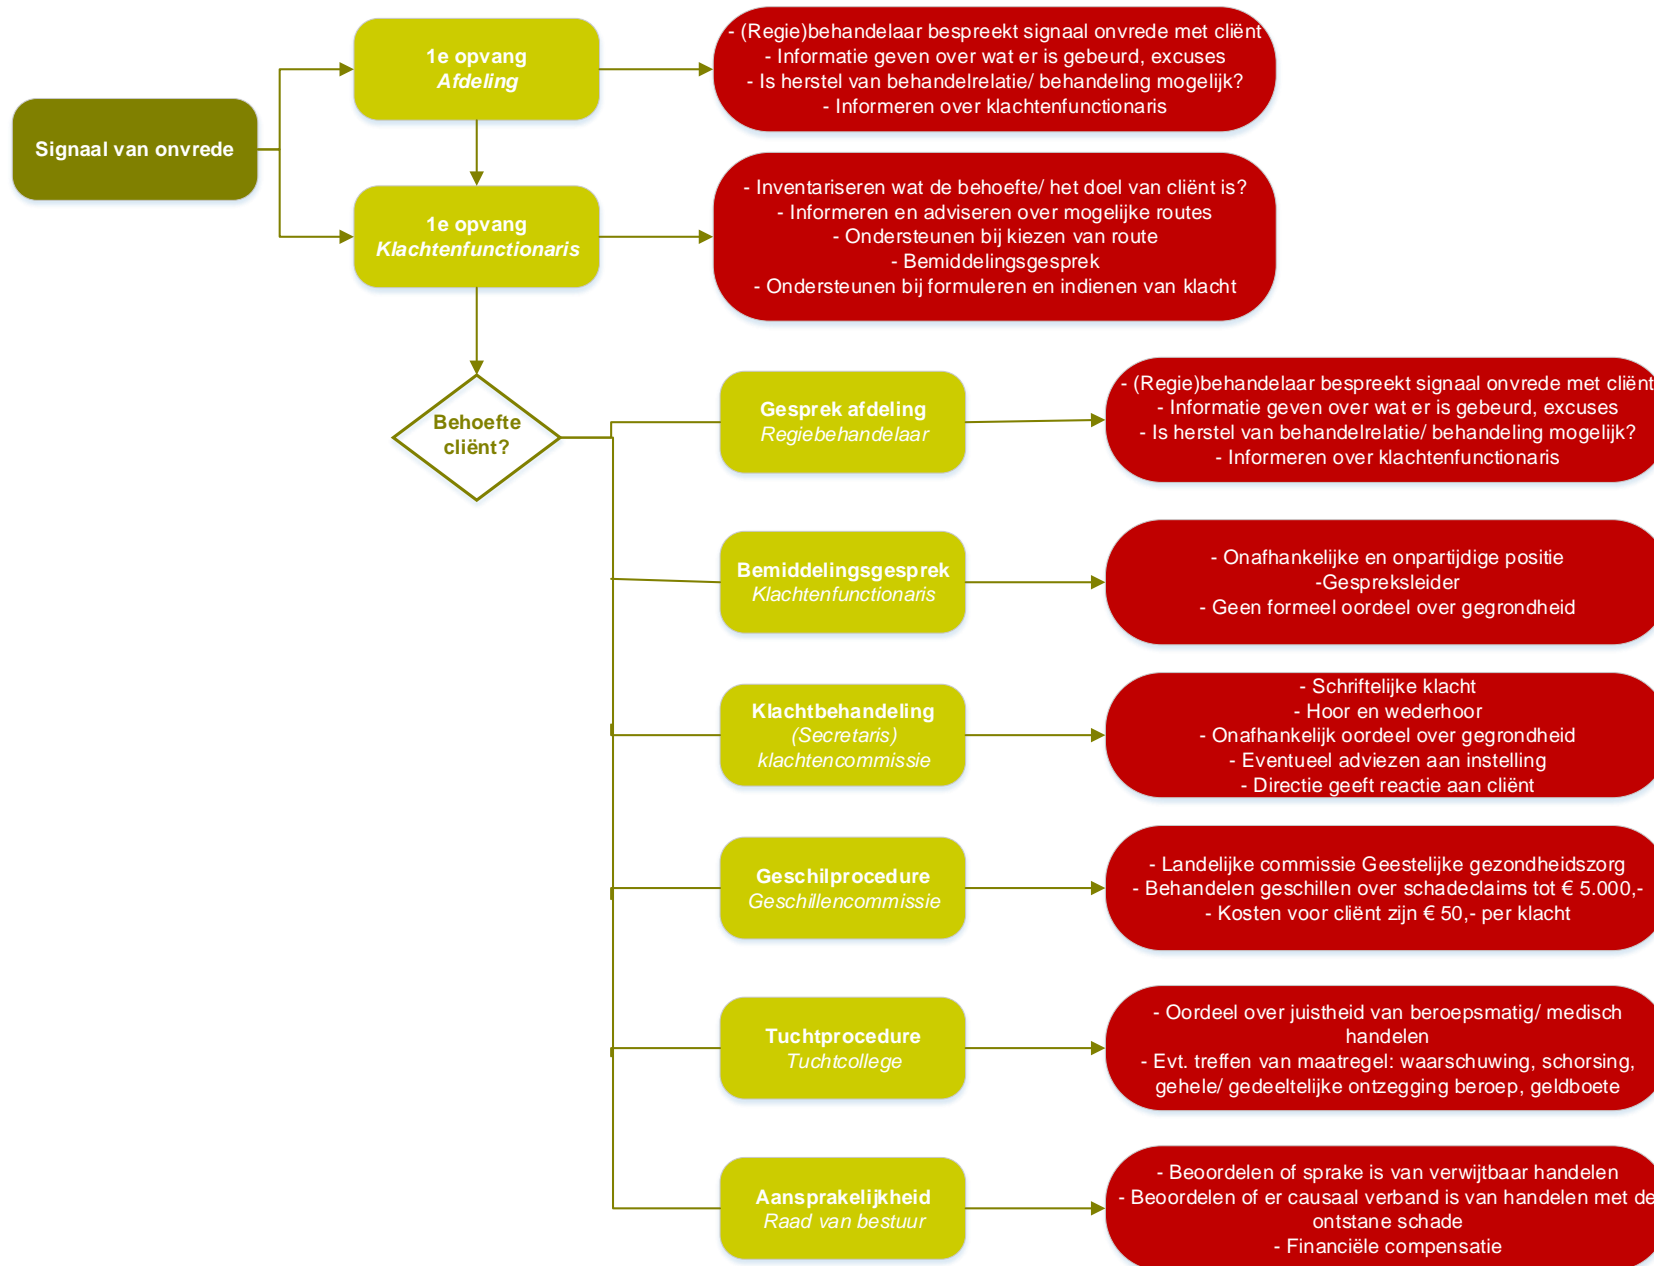 Signaal van onvrede
1e opvang
Afdeling
- (Regie)behandelaar bespreekt signaal onvrede met cliënt
- Informatie geven over wat er is gebeurd, excuses
- Is herstel van behandelrelatie/ behandeling mogelijk?
- Informeren over klachtenfunctionaris
1e opvang
Klachtenfunctionaris
- Inventariseren wat de behoefte/ het doel van cliënt is?
- Informeren en adviseren over mogelijke routes
- Ondersteunen bij kiezen van route
- Bemiddelingsgesprek
- Ondersteunen bij formuleren en indienen van klacht
Behoefte
cliënt?
Gesprek afdeling
Regiebehandelaar
- (Regie)behandelaar bespreekt signaal onvrede met cliënt
- Informatie geven over wat er is gebeurd, excuses
- Is herstel van behandelrelatie/ behandeling mogelijk?
- Informeren over klachtenfunctionaris
Bemiddelingsgesprek
Klachtenfunctionaris
- Onafhankelijke en onpartijdige positie
-Gespreksleider
- Geen formeel oordeel over gegrondheid
Klachtbehandeling
(Secretaris)
klachtencommissie
- Schriftelijke klacht
- Hoor en wederhoor
- Onafhankelijk oordeel over gegrondheid
- Eventueel adviezen aan instelling
- Directie geeft reactie aan cliënt
Geschilprocedure
Geschillencommissie
- Landelijke commissie Geestelijke gezondheidszorg
- Behandelen geschillen over schadeclaims tot € 5.000,-
- Kosten voor cliënt zijn € 50,- per klacht
Tuchtprocedure
Tuchtcollege
- Oordeel over juistheid van beroepsmatig/ medisch
handelen
- Evt. treffen van maatregel: waarschuwing, schorsing,
gehele/ gedeeltelijke ontzegging beroep, geldboete
Aansprakelijkheid
Raad van bestuur
- Beoordelen of sprake is van verwijtbaar handelen
- Beoordelen of er causaal verband is van handelen met de
ontstane schade
- Financiële compensatie